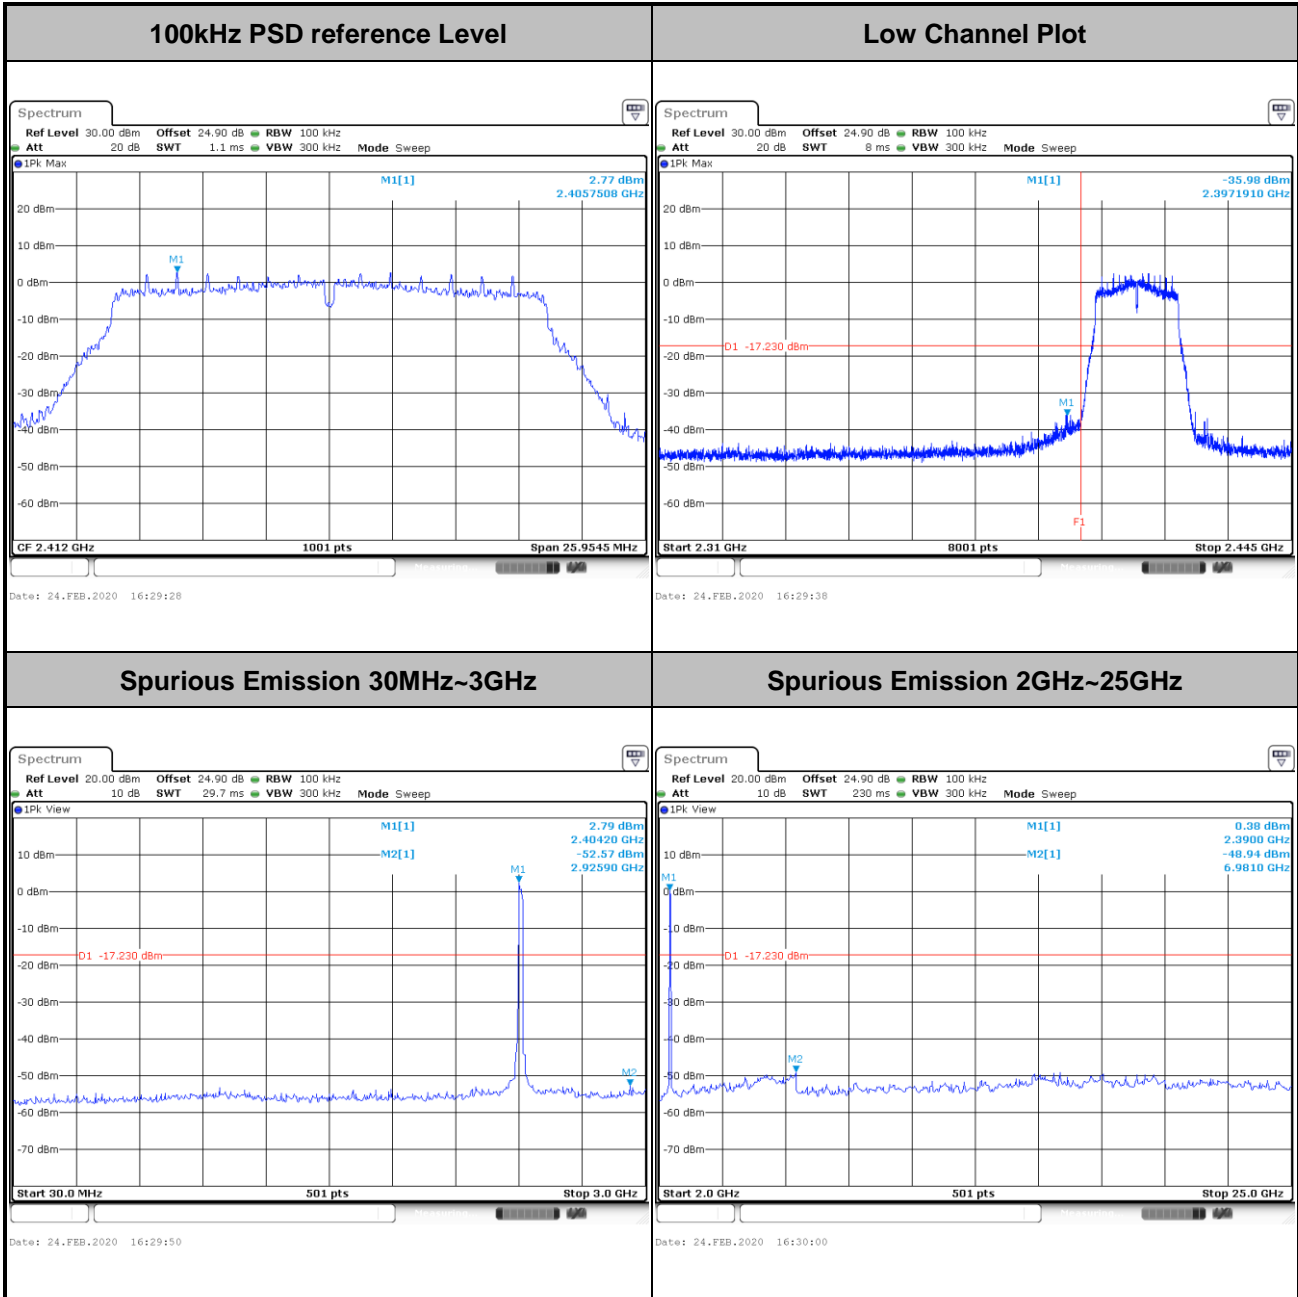 100kHz PSD reference Level
Spectrum
Ref Level 30.00 dBm Offset 24.90 dB RBW 100 kHz
Att 20 dB SWT 1.1 ms VBW 300 kHz Mode Sweep
1Pk Max
M1[1] 2.77 dBm
2.4057508 GHz
20 dBm
10 dBm
M1
0 dBm
-10 dBm
-20 dBm
-30 dBm
-40 dBm
-50 dBm
-60 dBm
CF 2.412 GHz 1001 pts Span 25.9545 MHz
Measuring...
Date: 24.FEB.2020 16:29:28
Low Channel Plot
Spectrum
Ref Level 30.00 dBm Offset 24.90 dB RBW 100 kHz
Att 20 dB SWT 8 ms VBW 300 kHz Mode Sweep
1Pk Max
M1[1] -35.98 dBm
2.3971910 GHz
20 dBm
10 dBm
0 dBm
-10 dBm
D1 -17.230 dBm
-20 dBm
-30 dBm
M1
-40 dBm
-50 dBm
-60 dBm
F1
Start 2.31 GHz 8001 pts Stop 2.445 GHz
Measuring...
Date: 24.FEB.2020 16:29:38
Spurious Emission 30MHz~3GHz
Spectrum
Ref Level 20.00 dBm Offset 24.90 dB RBW 100 kHz
Att 10 dB SWT 29.7 ms VBW 300 kHz Mode Sweep
1Pk View
M1[1] 2.79 dBm
2.40420 GHz
10 dBm M2[1] -52.57 dBm
2.92590 GHz
M1
0 dBm
-10 dBm
D1 -17.230 dBm
-20 dBm
-30 dBm
-40 dBm
-50 dBm
M2
-60 dBm
-70 dBm
Start 30.0 MHz 501 pts Stop 3.0 GHz
Measuring...
Date: 24.FEB.2020 16:29:50
Spurious Emission 2GHz~25GHz
Spectrum
Ref Level 20.00 dBm Offset 24.90 dB RBW 100 kHz
Att 10 dB SWT 230 ms VBW 300 kHz Mode Sweep
1Pk View
M1[1] 0.38 dBm
2.3900 GHz
10 dBm M2[1] -48.94 dBm
6.9810 GHz
M1
0 dBm
-10 dBm
D1 -17.230 dBm
-20 dBm
-30 dBm
-40 dBm
M2
-50 dBm
-60 dBm
-70 dBm
Start 2.0 GHz 501 pts Stop 25.0 GHz
Measuring...
Date: 24.FEB.2020 16:30:00